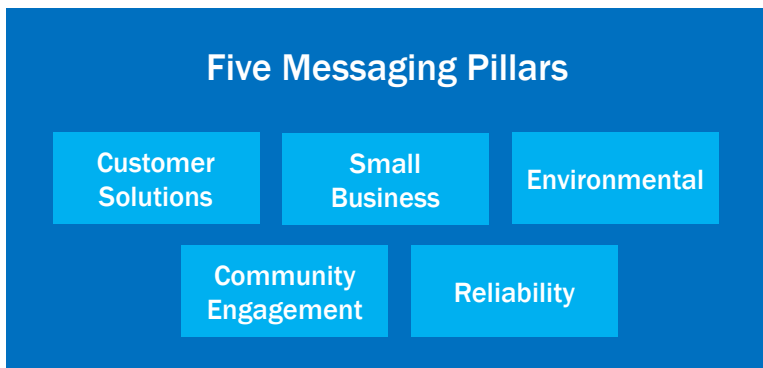 Five Messaging Pillars
Customer
Solutions
Small
Business
Environmental
Community
Engagement
Reliability